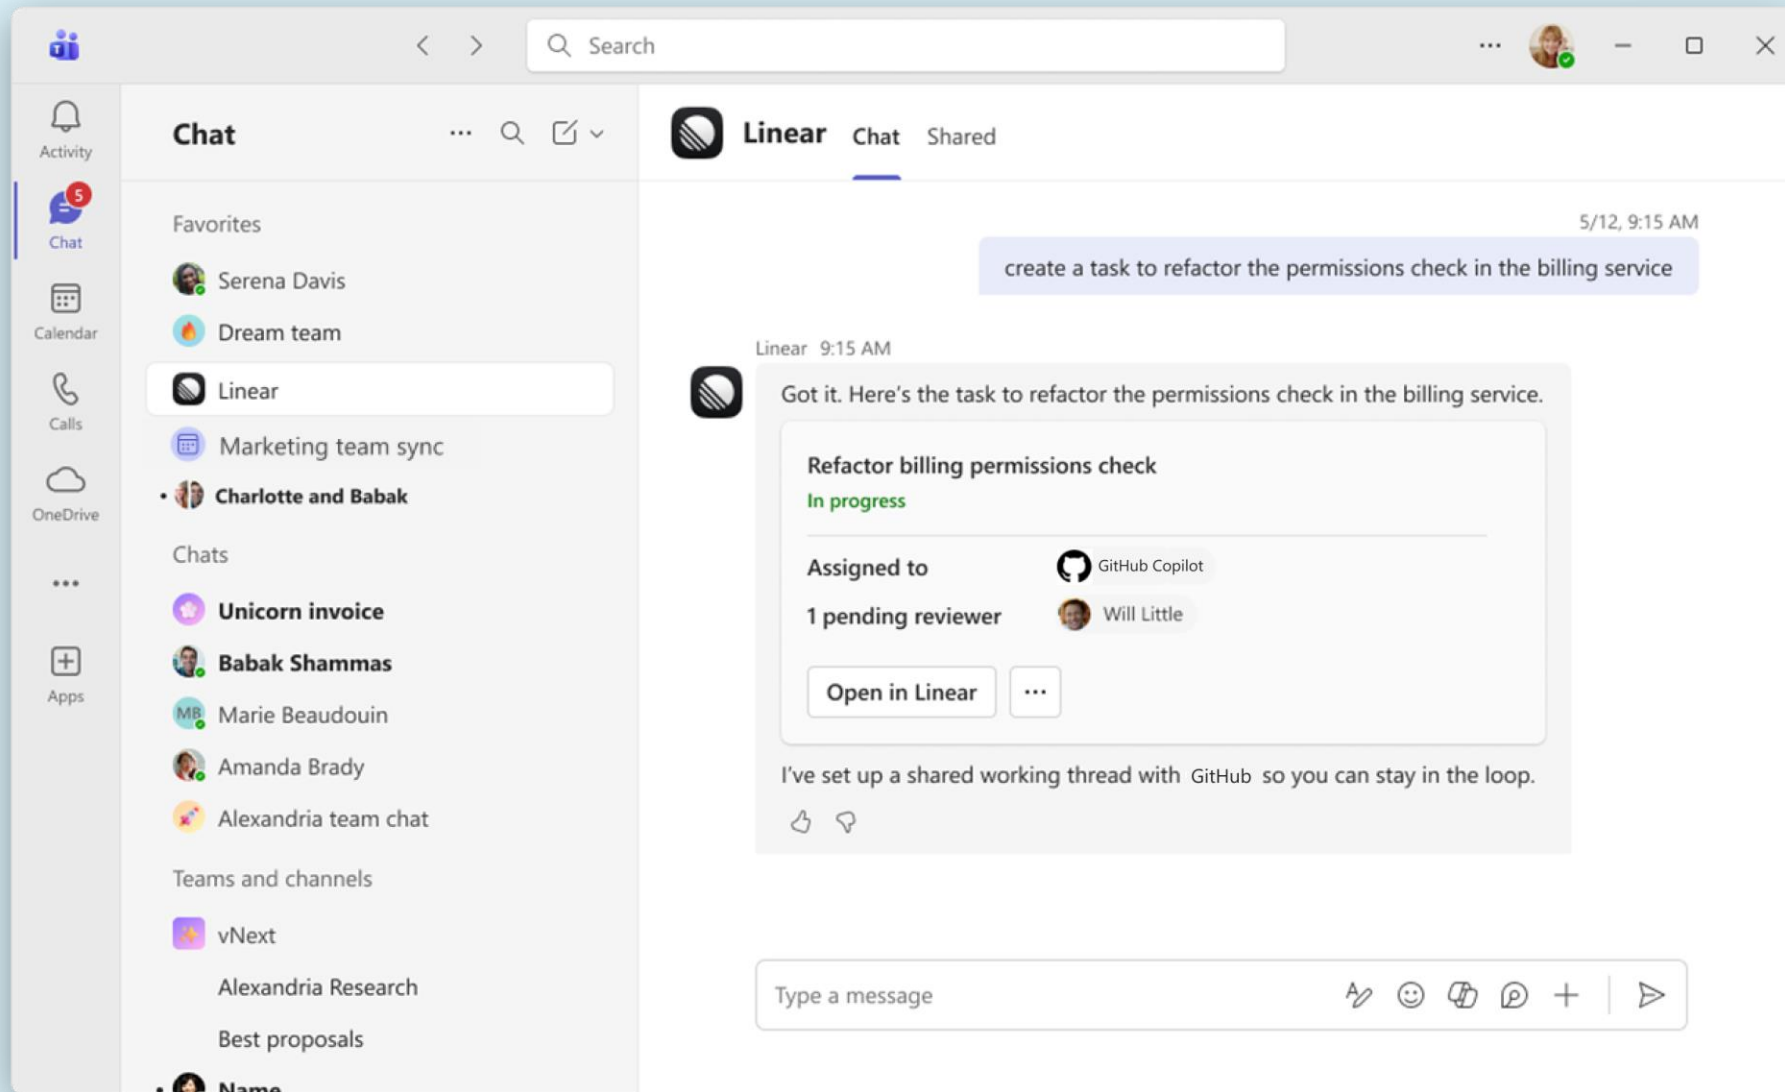 Search
Activity
5
Chat
Calendar
Calls
OneDrive
Apps
Chat
Favorites
Serena Davis
Dream team
Linear
Marketing team sync
Charlotte and Babak
Chats
Unicorn invoice
Babak Shammas
MB Marie Beaudouin
Amanda Brady
Alexandria team chat
Teams and channels
vNext
Alexandria Research
Best proposals
Name
Linear Chat Shared
5/12, 9:15 AM
create a task to refactor the permissions check in the billing service
Linear 9:15 AM
Got it. Here's the task to refactor the permissions check in the billing service.
Refactor billing permissions check
In progress
Assigned to GitHub Copilot
1 pending reviewer Will Little
Open in Linear
I've set up a shared working thread with GitHub so you can stay in the loop.
Type a message